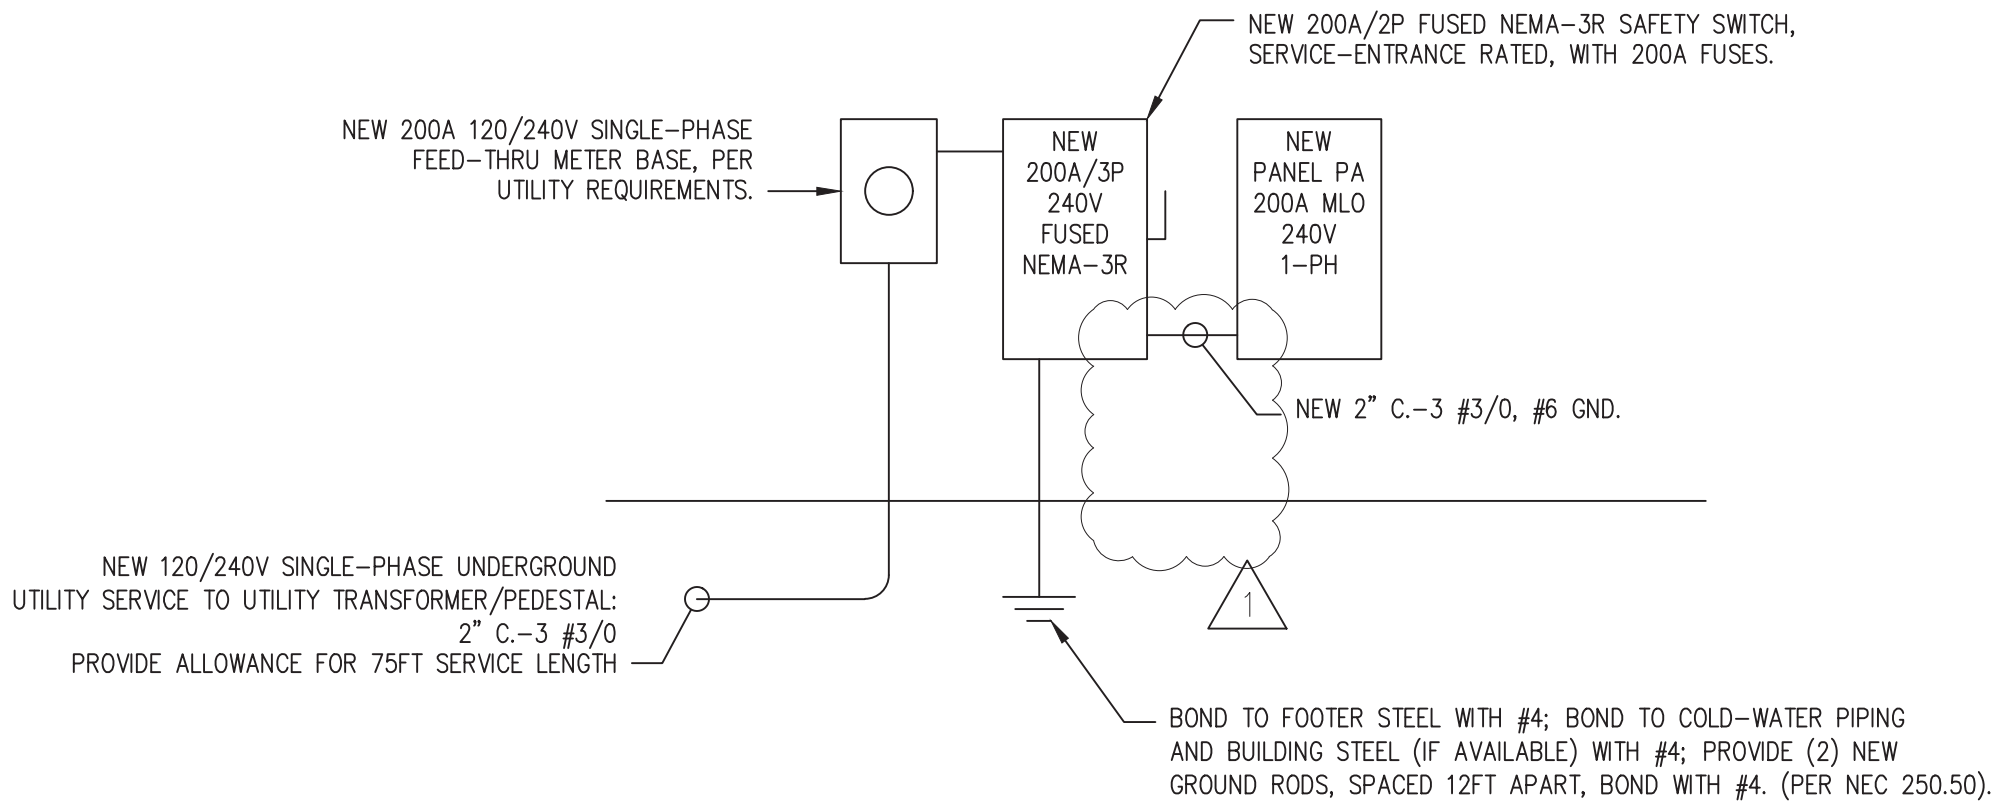 NEW 200A/2P FUSED NEMA-3R SAFETY SWITCH,
SERVICE-ENTRANCE RATED, WITH 200A FUSES.
NEW 200A 120/240V SINGLE-PHASE
FEED-THRU METER BASE, PER
UTILITY REQUIREMENTS.
NEW
200A/3P
240V
FUSED
NEMA-3R
NEW
PANEL PA
200A MLO
240V
1-PH
NEW 2" C.-3 #3/0, #6 GND.
NEW 120/240V SINGLE-PHASE UNDERGROUND
UTILITY SERVICE TO UTILITY TRANSFORMER/PEDESTAL:
2" C.-3 #3/0
PROVIDE ALLOWANCE FOR 75FT SERVICE LENGTH
1
BOND TO FOOTER STEEL WITH #4; BOND TO COLD-WATER PIPING
AND BUILDING STEEL (IF AVAILABLE) WITH #4; PROVIDE (2) NEW
GROUND RODS, SPACED 12FT APART, BOND WITH #4. (PER NEC 250.50).